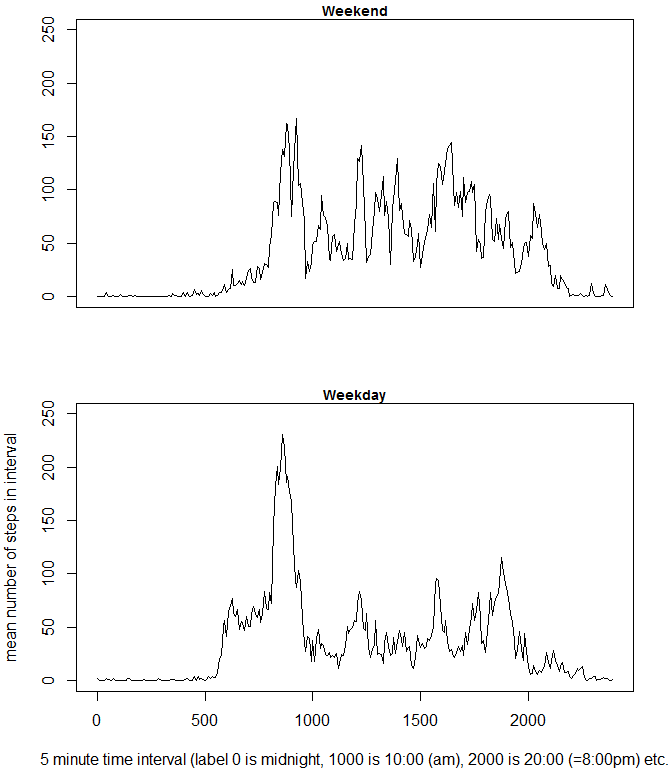 Weekend
250
200
150
100
50
0
Weekday
250
200
150
100
50
0
mean number of steps in interval
0 500 1000 1500 2000
5 minute time interval (label 0 is midnight, 1000 is 10:00 (am), 2000 is 20:00 (=8:00pm) etc.